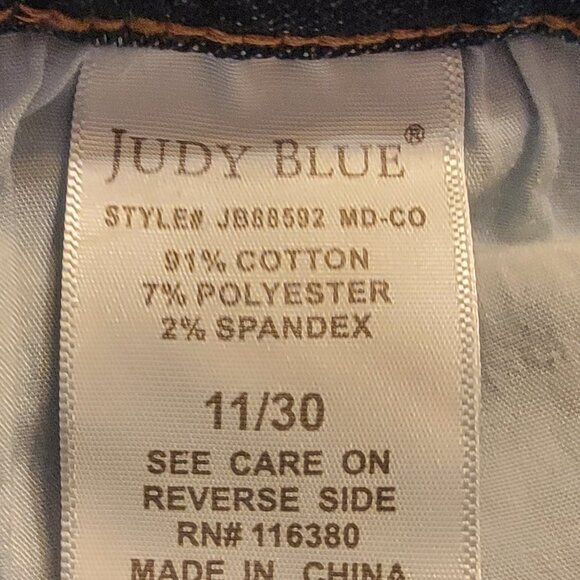 JUDY BLUE®
STYLE# JB88592 MD-CO
91% COTTON
7% POLYESTER
2% SPANDEX
11/30
SEE CARE ON
REVERSE SIDE
RN# 116380
MADE IN CHINA